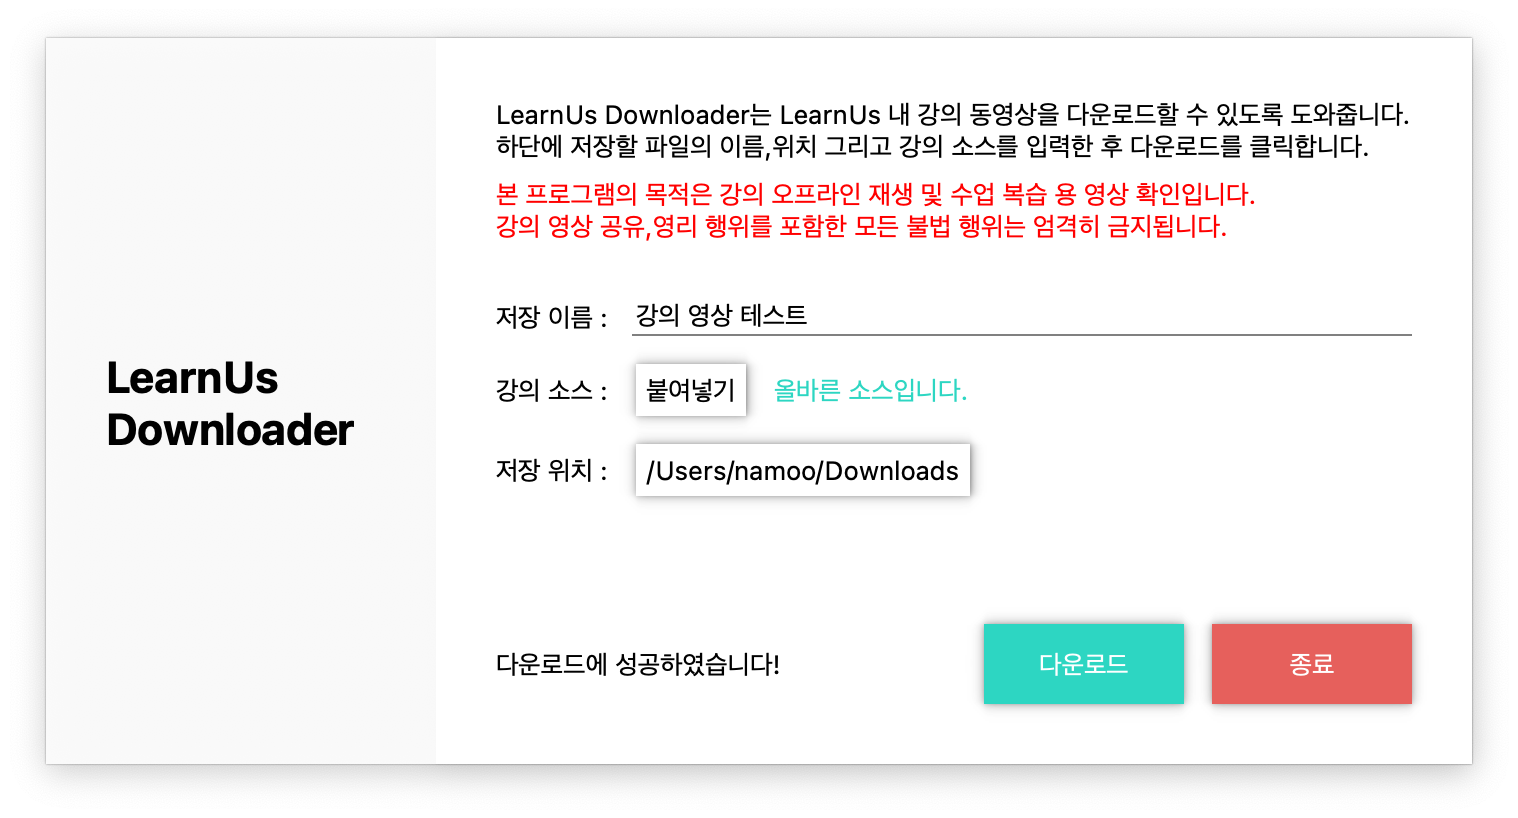 LearnUs
Downloader
LearnUs Downloader는 LearnUs 내 강의 동영상을 다운로드할 수 있도록 도와줍니다.
하단에 저장할 파일의 이름,위치 그리고 강의 소스를 입력한 후 다운로드를 클릭합니다.
본 프로그램의 목적은 강의 오프라인 재생 및 수업 복습 용 영상 확인입니다.
강의 영상 공유,영리 행위를 포함한 모든 불법 행위는 엄격히 금지됩니다.
저장 이름 : 강의 영상 테스트
강의 소스 : 붙여넣기 올바른 소스입니다.
저장 위치 : /Users/namoo/Downloads
다운로드에 성공하였습니다! 다운로드 종료